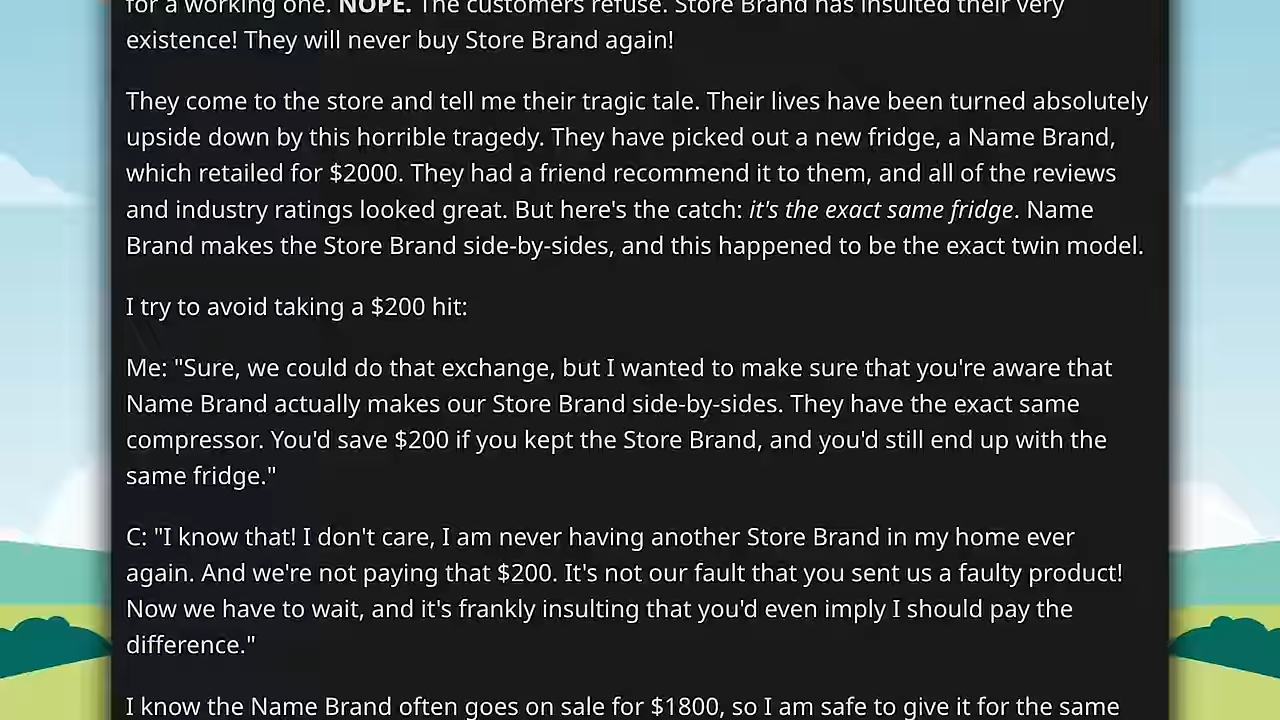 for a working one. NOPE. The customers refuse. Store Brand has insulted their very
existence! They will never buy Store Brand again!
They come to the store and tell me their tragic tale. Their lives have been turned absolutely
upside down by this horrible tragedy. They have picked out a new fridge, a Name Brand,
which retailed for $2000. They had a friend recommend it to them, and all of the reviews
and industry ratings looked great. But here's the catch: it's the exact same fridge. Name
Brand makes the Store Brand side-by-sides, and this happened to be the exact twin model.
I try to avoid taking a $200 hit:
Me: "Sure, we could do that exchange, but I wanted to make sure that you're aware that
Name Brand actually makes our Store Brand side-by-sides. They have the exact same
compressor. You'd save $200 if you kept the Store Brand, and you'd still end up with the
same fridge."
C: "I know that! I don't care, I am never having another Store Brand in my home ever
again. And we're not paying that $200. It's not our fault that you sent us a faulty product!
Now we have to wait, and it's frankly insulting that you'd even imply I should pay the
difference."
I know the Name Brand often goes on sale for $1800, so I am safe to give it for the same